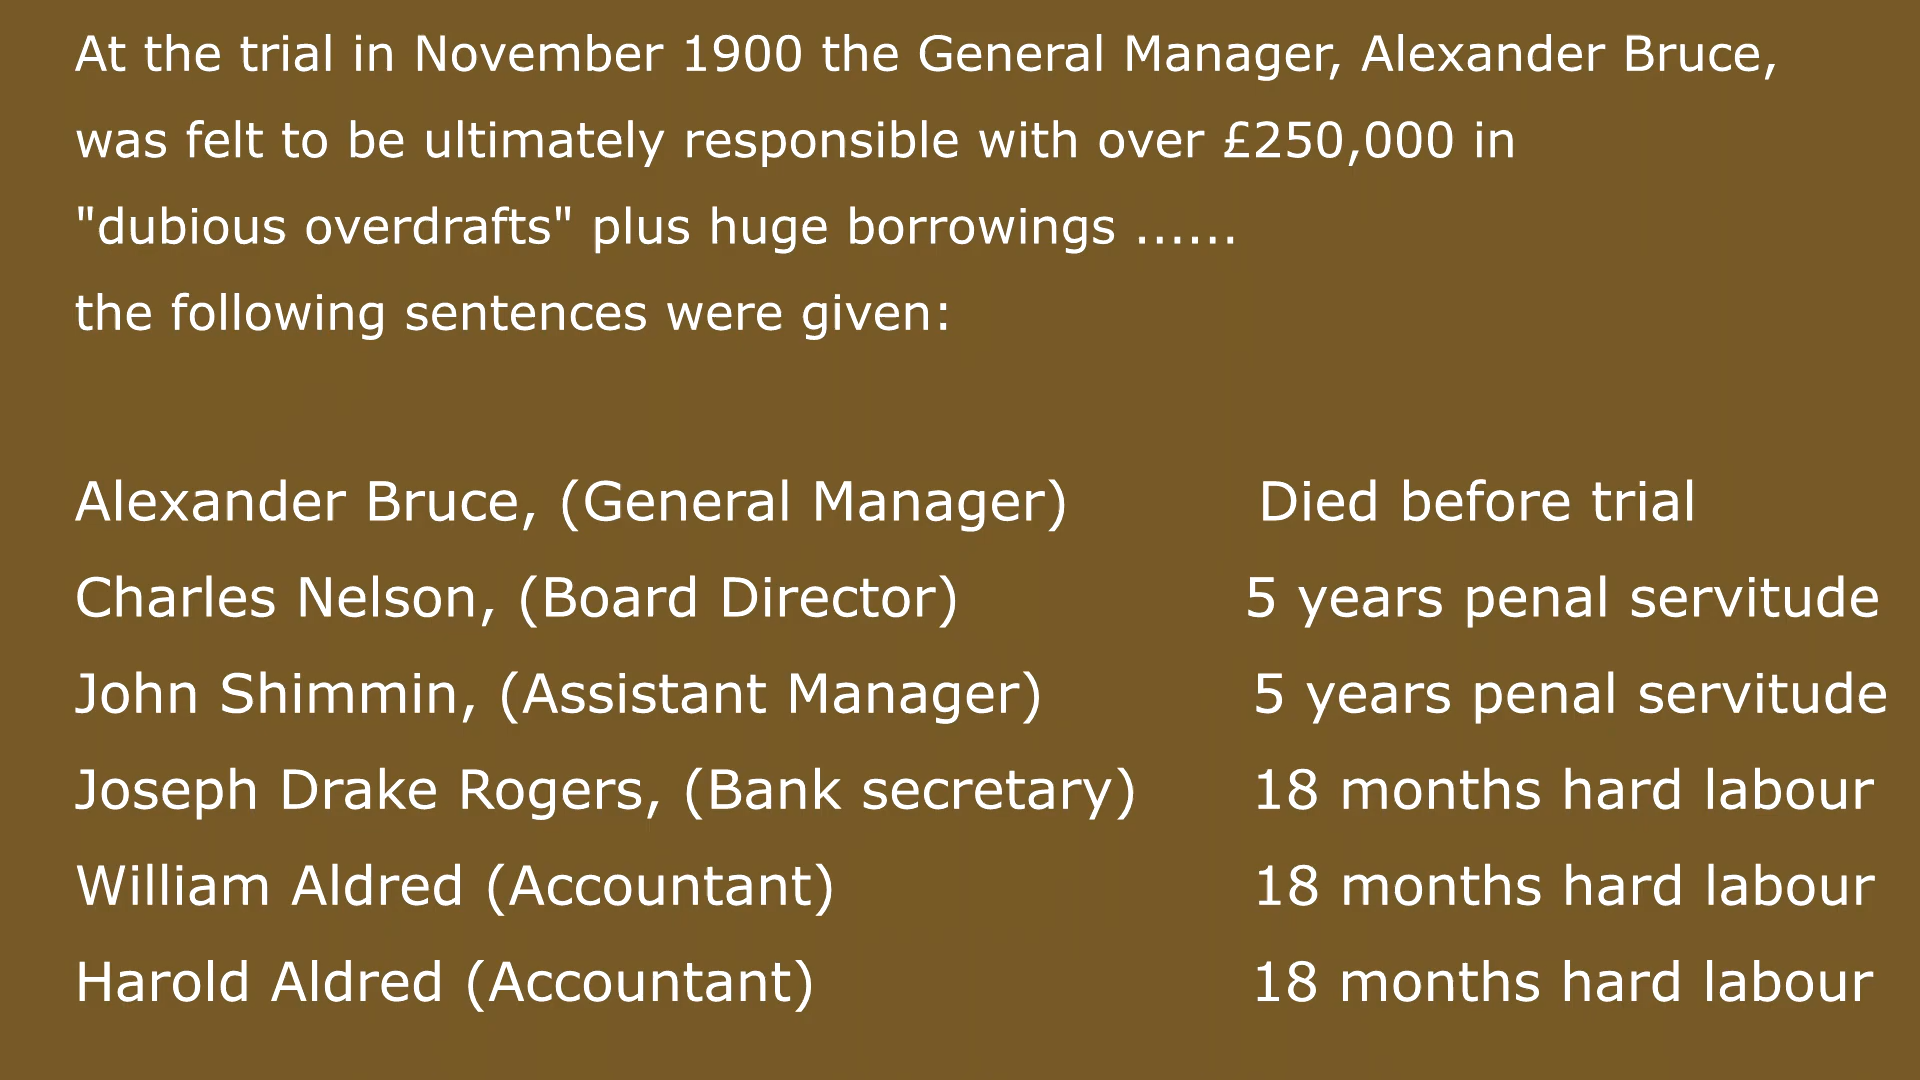 At the trial in November 1900 the General Manager, Alexander Bruce,
was felt to be ultimately responsible with over £250,000 in
"dubious overdrafts" plus huge borrowings ......
the following sentences were given:
Alexander Bruce, (General Manager) Died before trial
Charles Nelson, (Board Director) 5 years penal servitude
John Shimmin, (Assistant Manager) 5 years penal servitude
Joseph Drake Rogers, (Bank secretary) 18 months hard labour
William Aldred (Accountant) 18 months hard labour
Harold Aldred (Accountant) 18 months hard labour